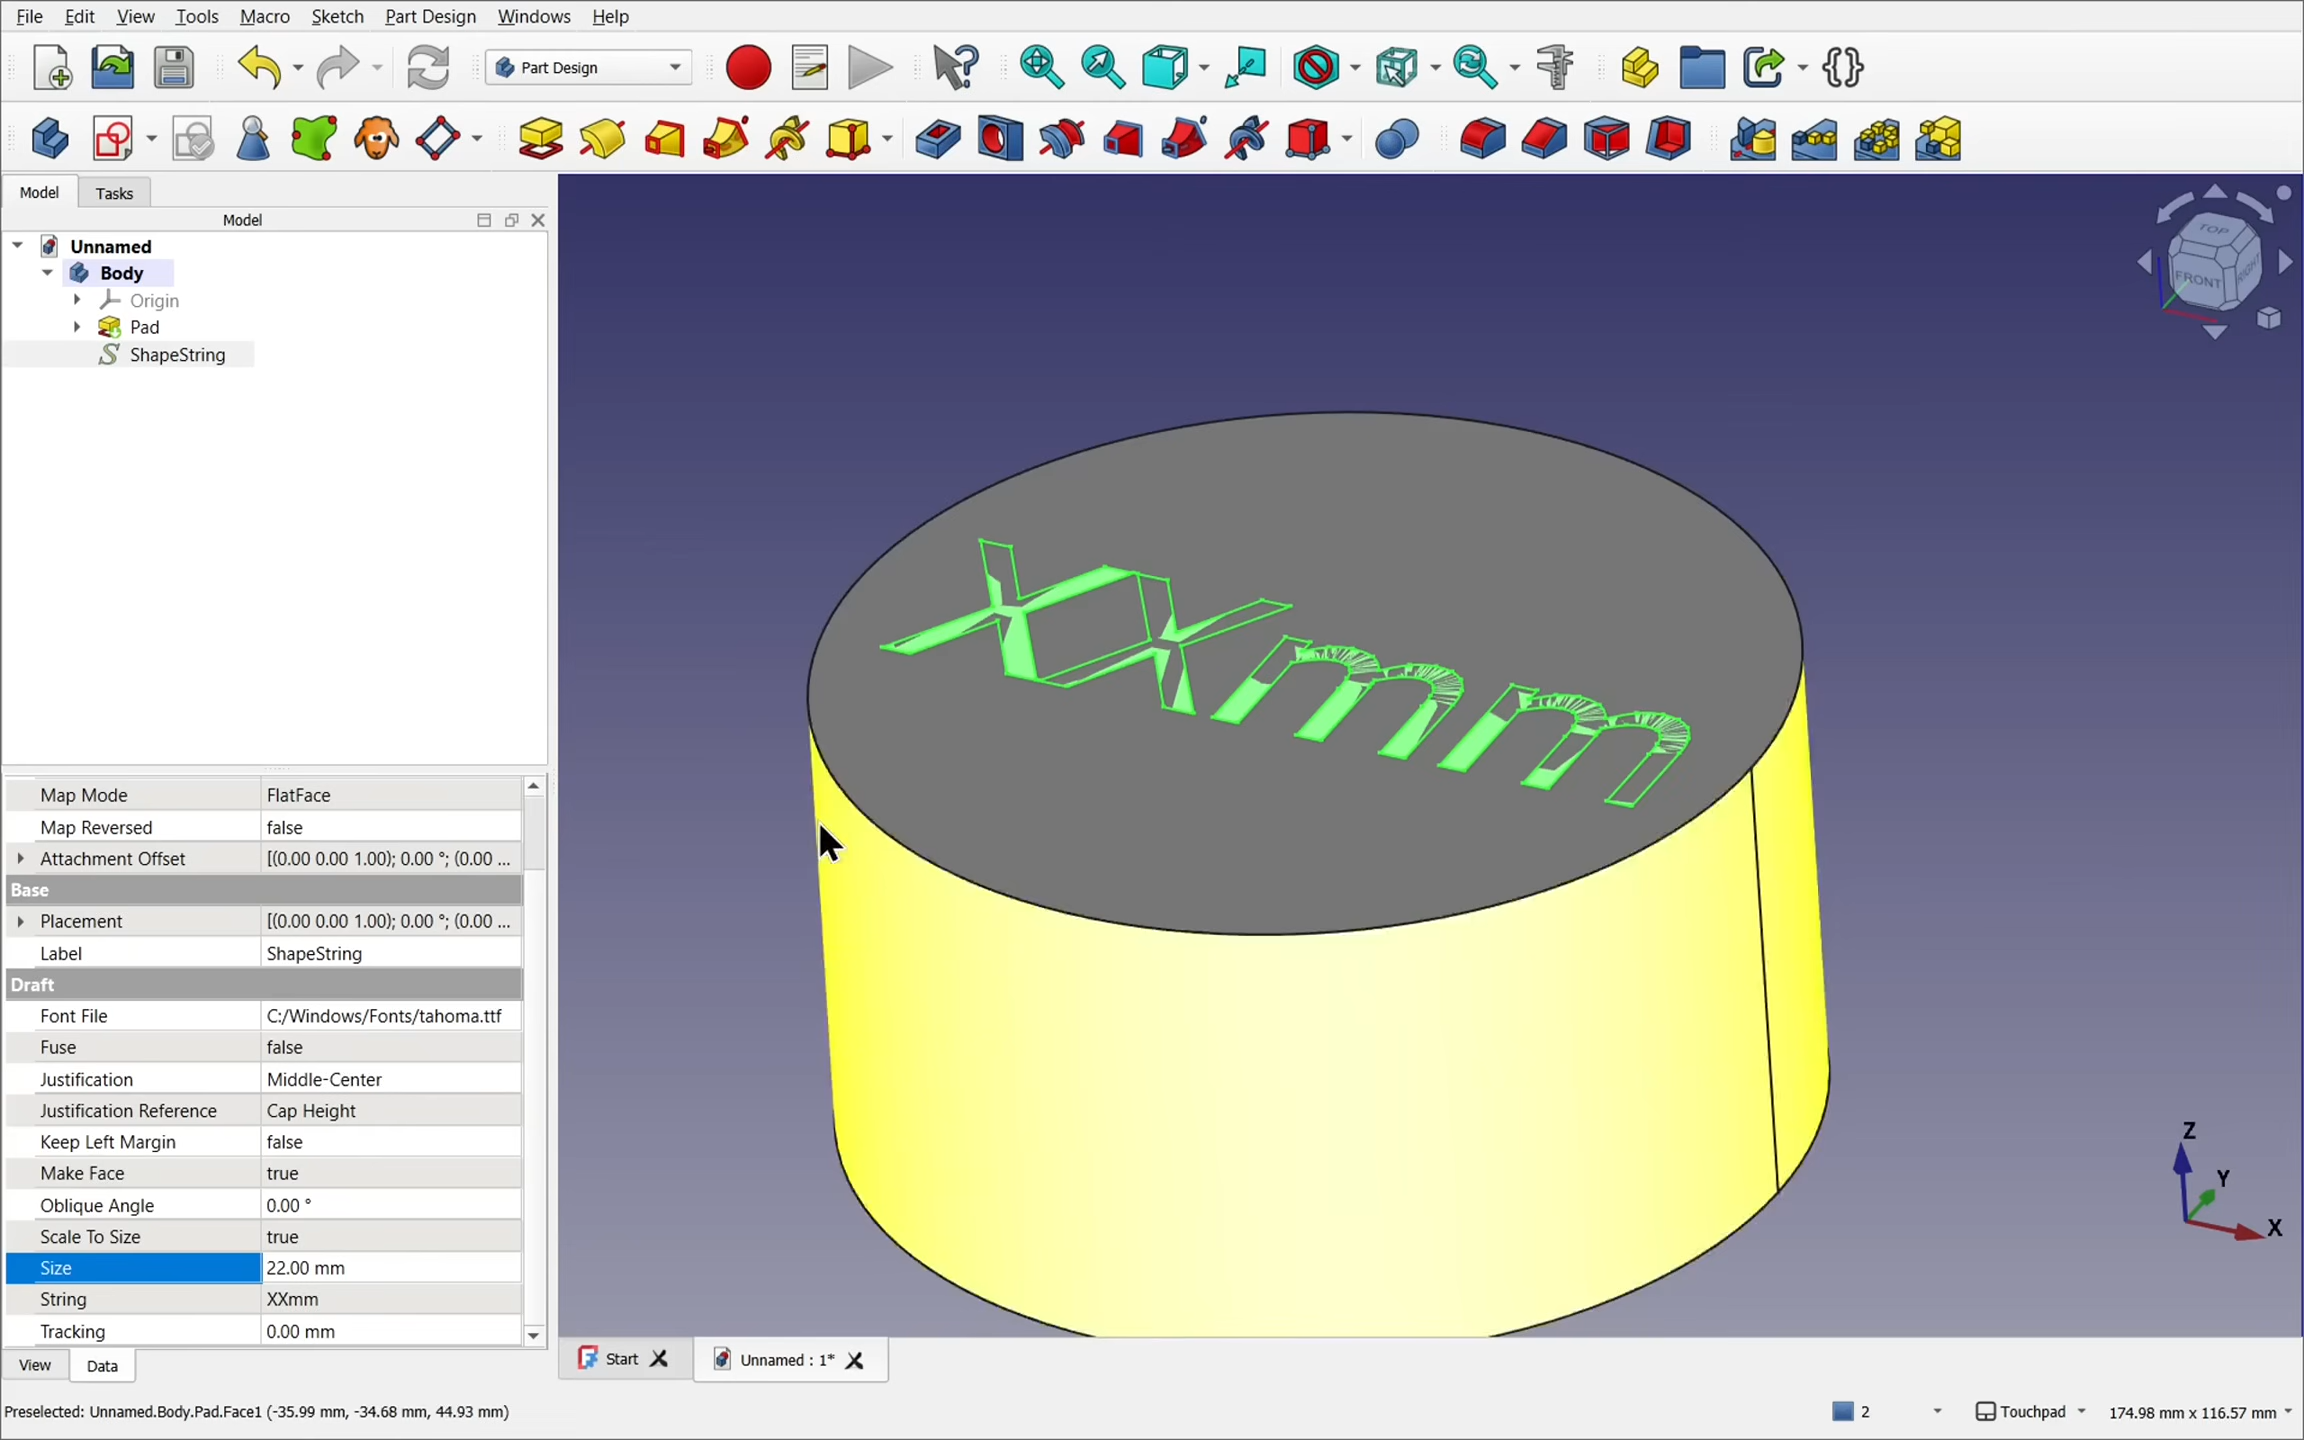 File Edit View Tools Macro Sketch Part Design Windows Help
Part Design
Model Tasks
Model
Unnamed
Body
Origin
Pad
ShapeString
TOP
FRONT
RIGHT
XXmm
Map Mode FlatFace
Map Reversed false
Attachment Offset [(0.00 0.00 1.00); 0.00 °; (0.00 ...
Base
Placement [(0.00 0.00 1.00); 0.00 °; (0.00 ...
Label ShapeString
Draft
Font File C:/Windows/Fonts/tahoma.ttf
Fuse false
Justification Middle-Center
Justification Reference Cap Height
Keep Left Margin false
Make Face true
Oblique Angle 0.00 °
Scale To Size true
Size 22.00 mm
String XXmm
Tracking 0.00 mm
Z
Y
X
View Data
Start Unnamed : 1*
Preselected: Unnamed.Body.Pad.Face1 (-35.99 mm, -34.68 mm, 44.93 mm) 2 Touchpad 174.98 mm x 116.57 mm